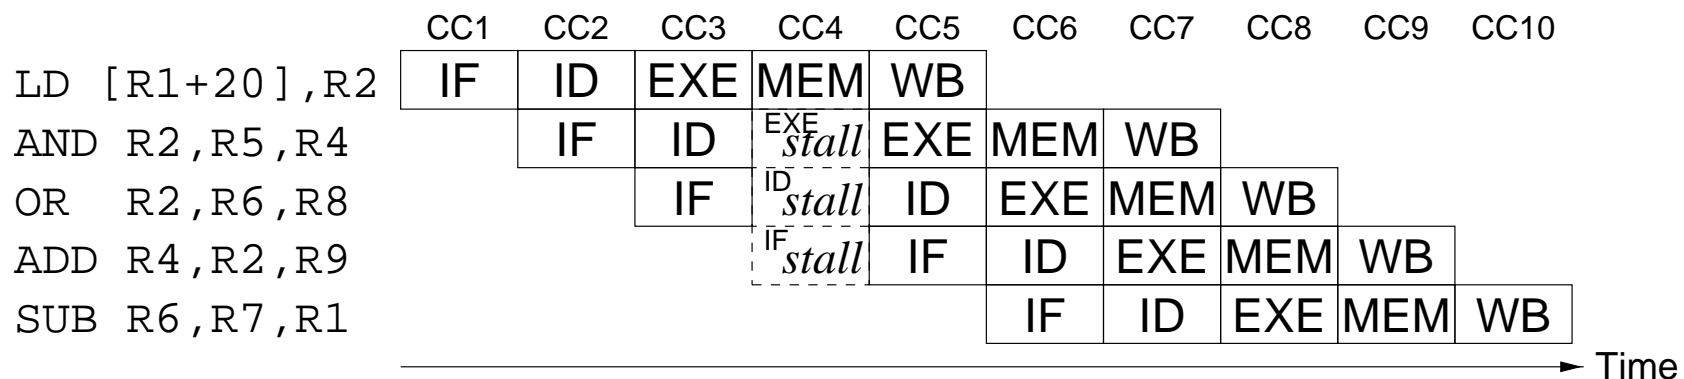 CC1 CC2 CC3 CC4 CC5 CC6 CC7 CC8 CC9 CC10
LD [R1+20],R2 IF ID EXE MEM WB
AND R2,R5,R4 IF ID EXE stall EXE MEM WB
OR R2,R6,R8 IF ID stall ID EXE MEM WB
ADD R4,R2,R9 IF stall IF ID EXE MEM WB
SUB R6,R7,R1 IF ID EXE MEM WB
Time